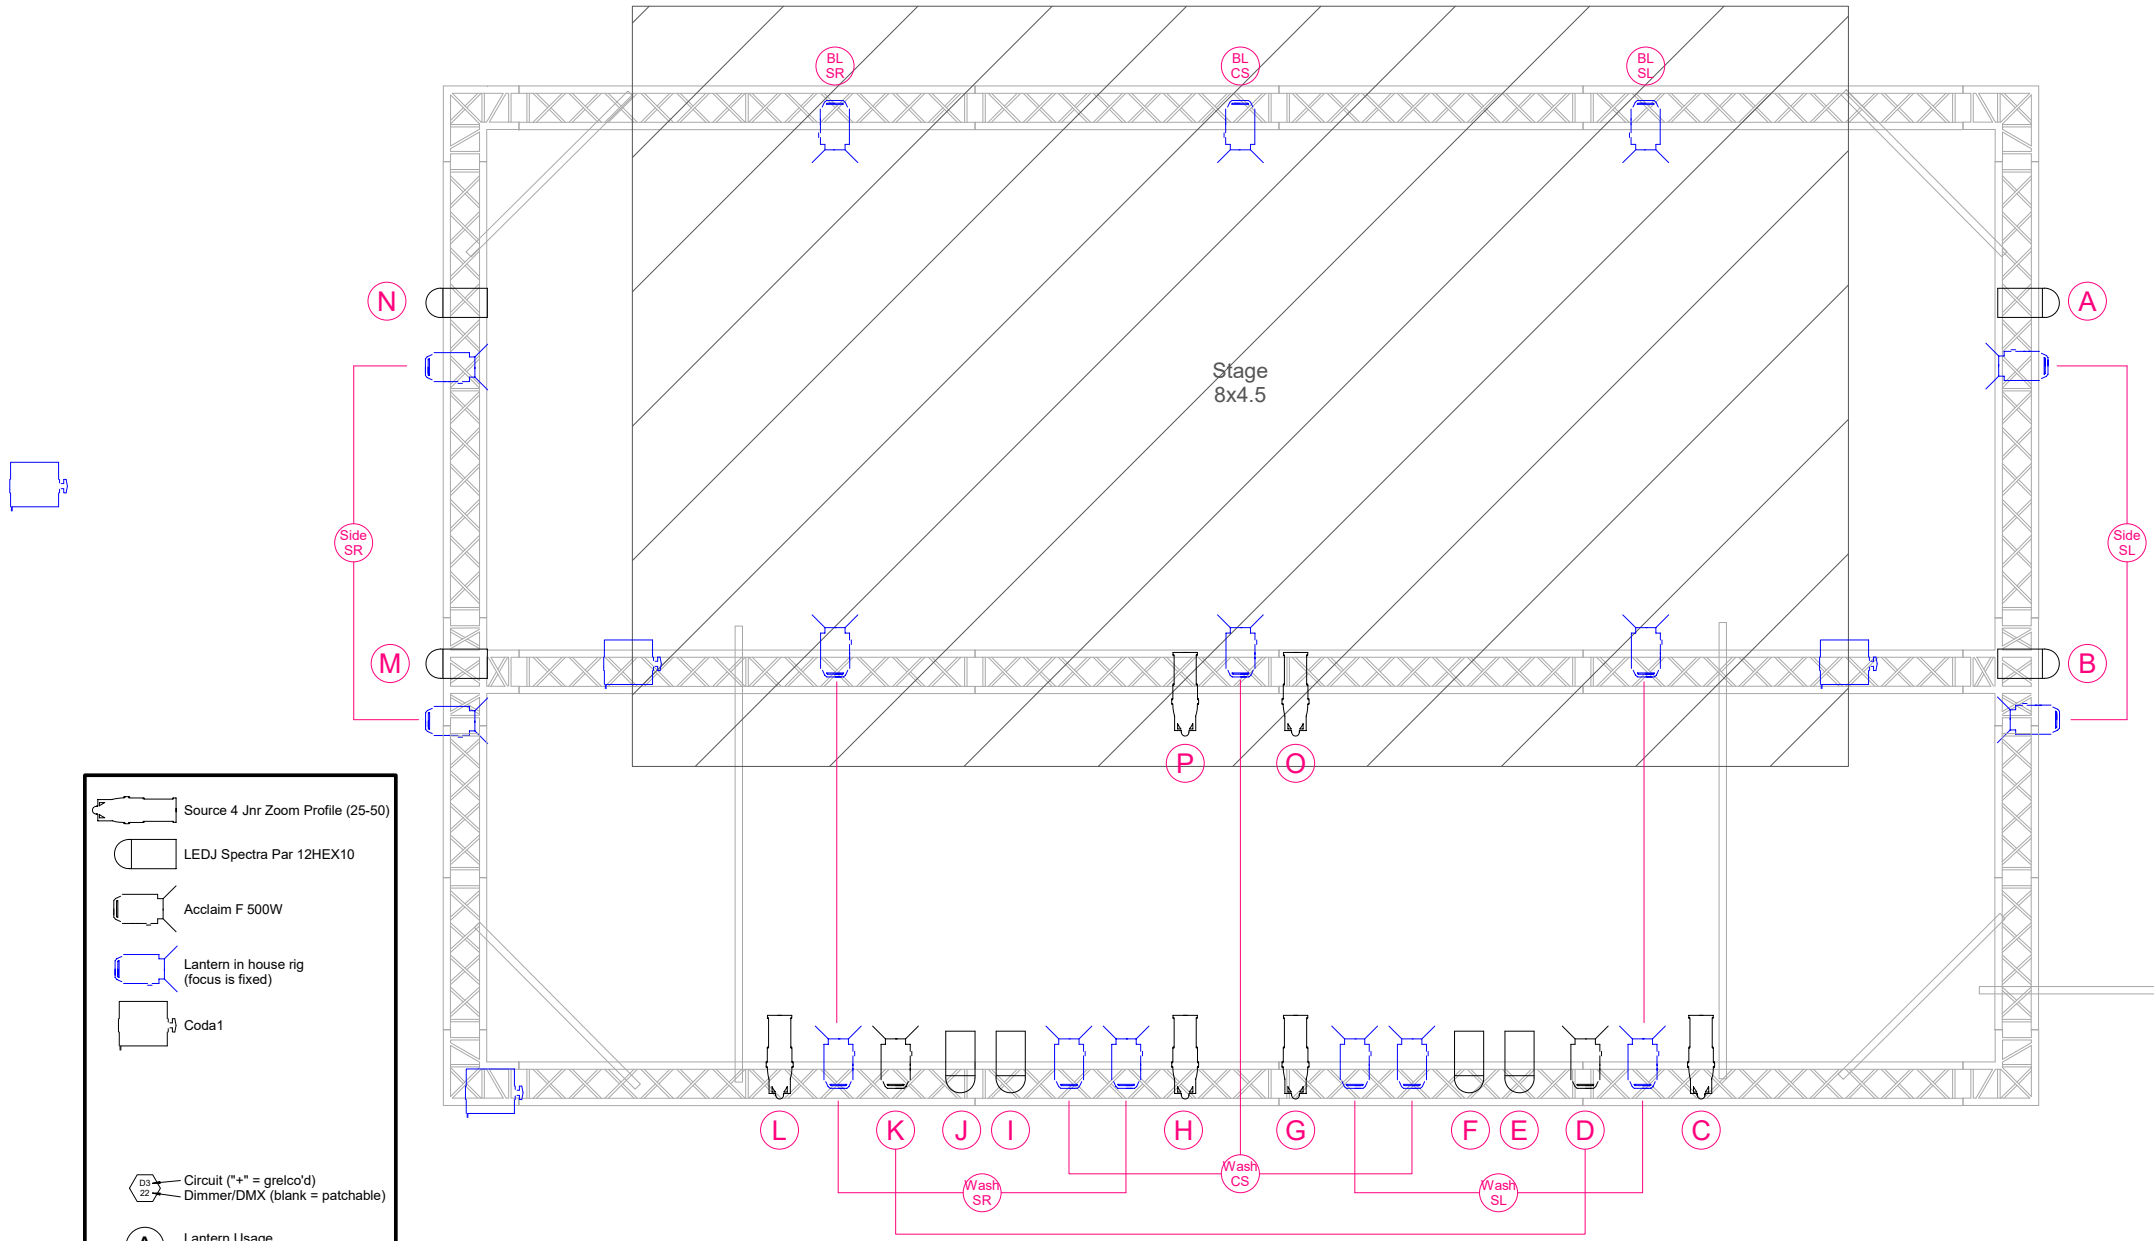 BL
SR
BL
CS
BL
SL
N
A
Stage
8x4.5
Side
SR
Side
SL
M
B
P
O
Source 4 Jnr Zoom Profile (25-50)
LEDJ Spectra Par 12HEX10
Acclaim F 500W
Lantern in house rig
(focus is fixed)
Coda1
L
K
J
I
H
G
F
E
D
C
Wash
SR
Wash
CS
Wash
SL
D3
22
Circuit ("+" = grelco'd)
Dimmer/DMX (blank = patchable)
A
Lantern Usage